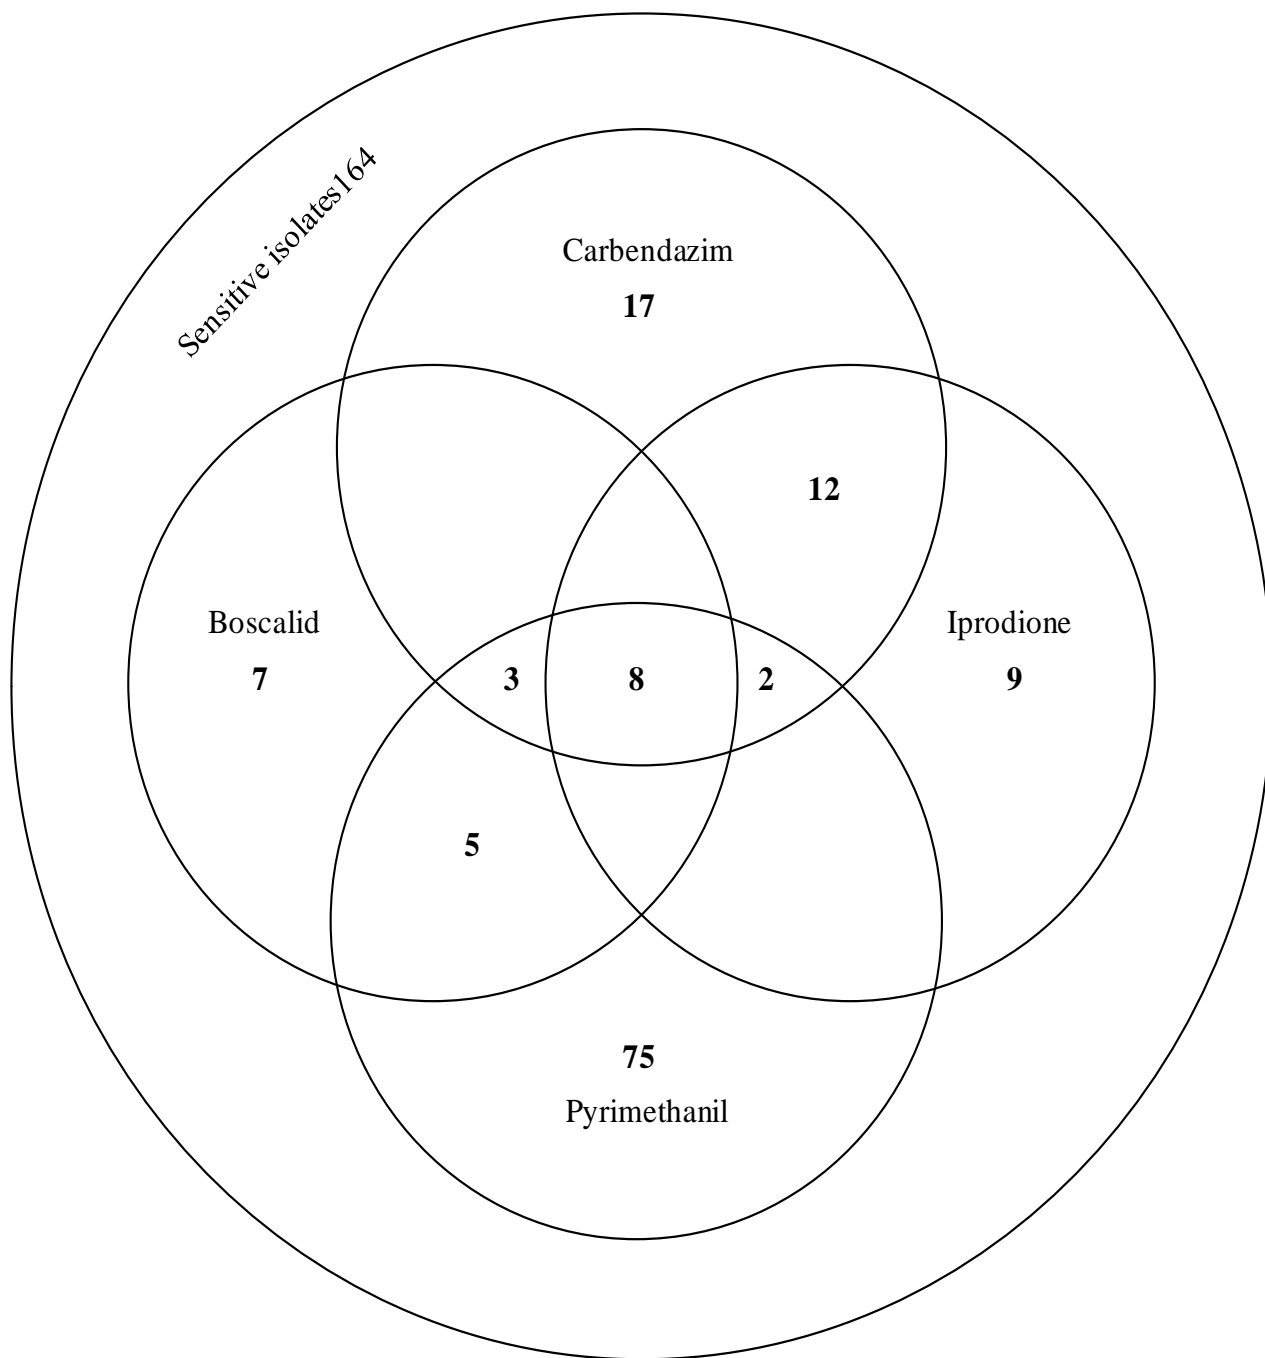 Sensitive isolates164
Carbendazim
17
12
Boscalid
7
Iprodione
9
3
8
2
5
75
Pyrimethanil